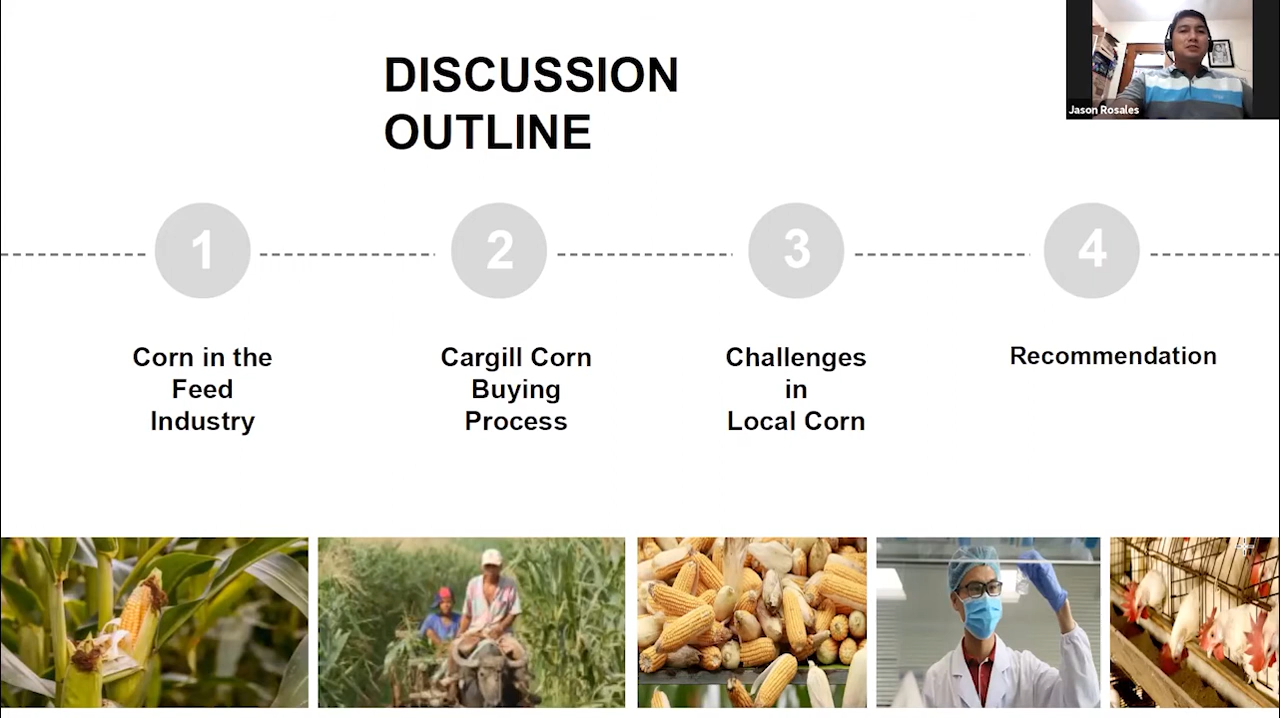 DISCUSSION
OUTLINE
Jason Rosales
1
2
3
4
Corn in the
Feed
Industry
Cargill Corn
Buying
Process
Challenges
in
Local Corn
Recommendation